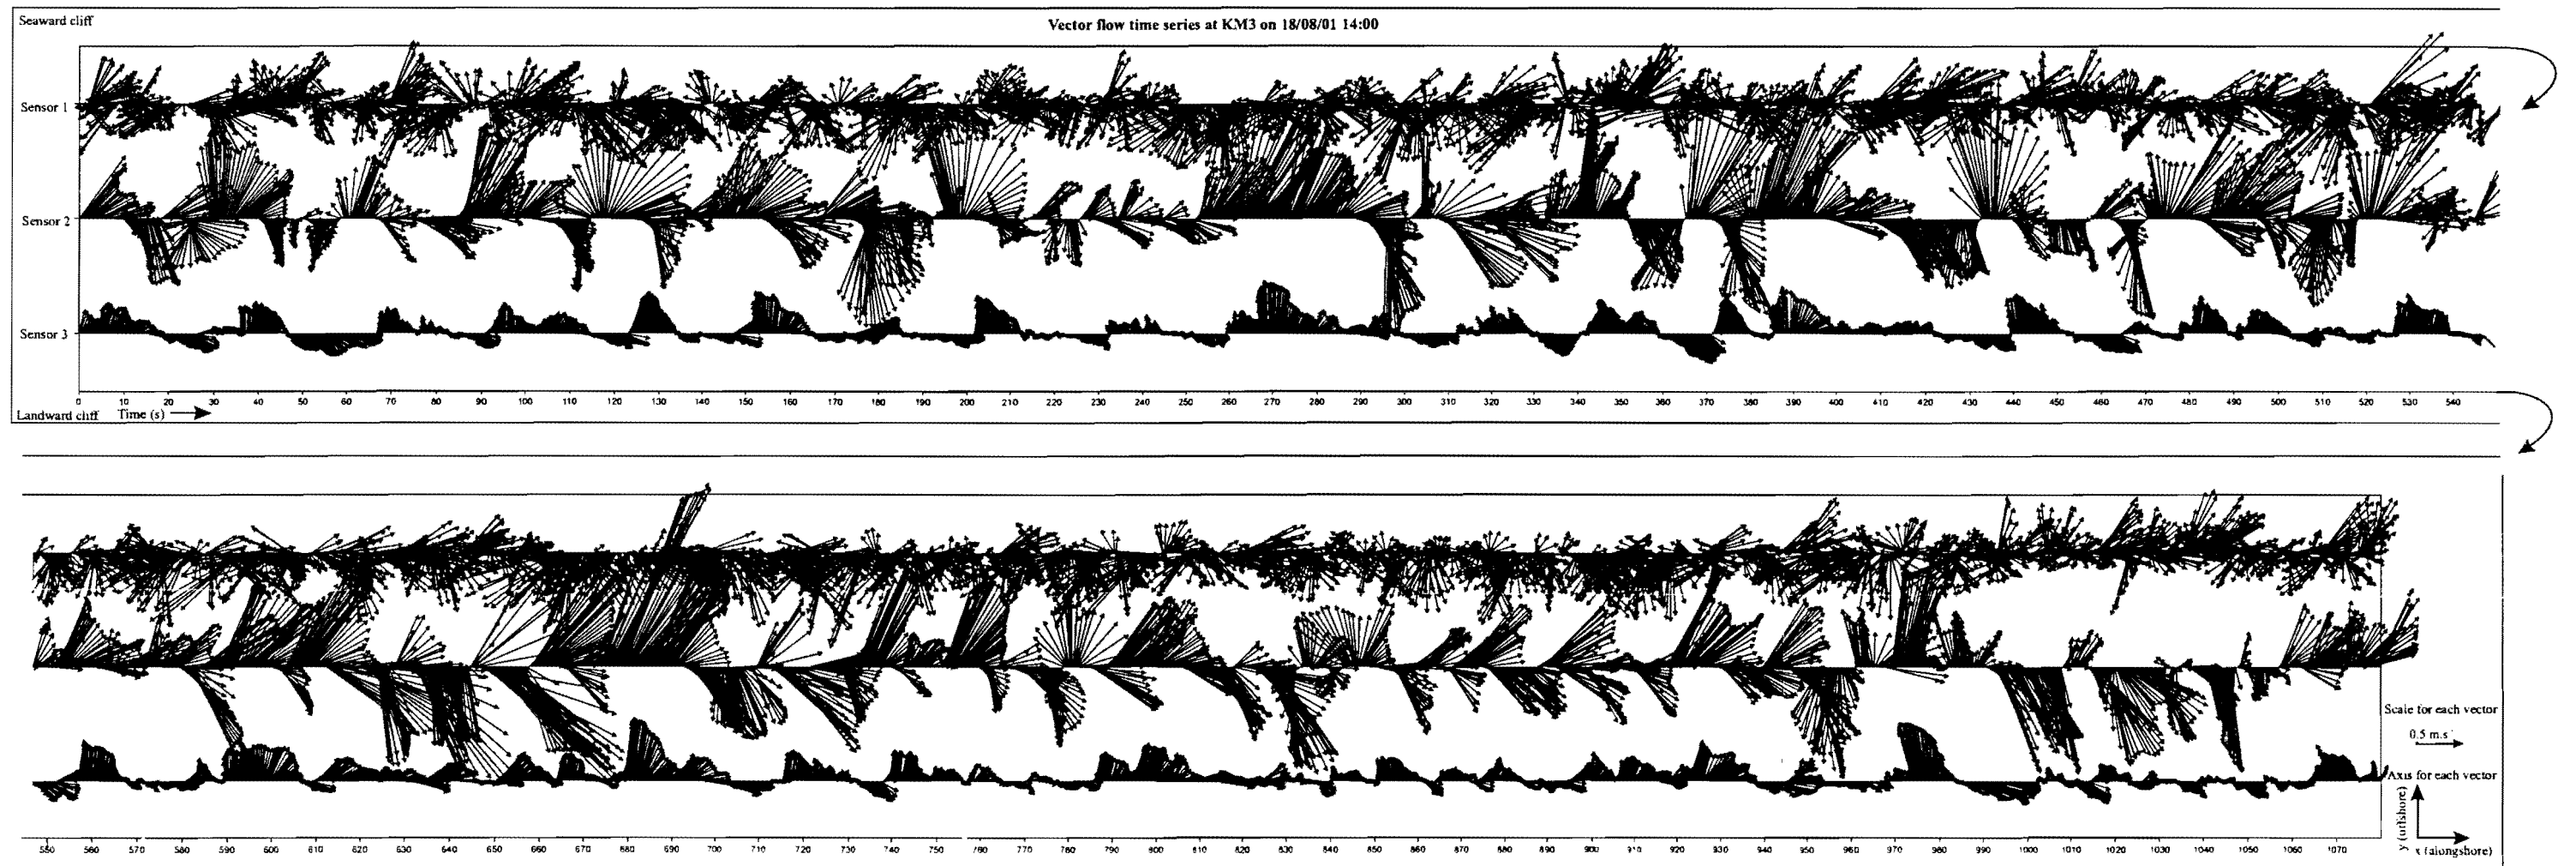 Seaward cliff
Vector flow time series at KM3 on 18/08/01 14:00
Sensor 1
Sensor 2
Sensor 3
0 10 20 30 40 50 60 70 80 90 100 110 120 130 140 150 160 170 180 190 200 210 220 230 240 250 260 270 280 290 300 310 320 330 340 350 360 370 380 390 400 410 420 430 440 450 460 470 480 490 500 510 520 530 540
Landward cliff Time (s)
Scale for each vector
0.5 m.s
Axis for each vector
y (offshore)
x (alongshore)
550 560 570 580 590 600 610 620 630 640 650 660 670 680 690 700 710 720 730 740 750 760 770 780 790 800 810 820 830 840 850 860 870 880 890 900 910 920 930 940 950 960 970 980 990 1000 1010 1020 1030 1040 1050 1060 1070